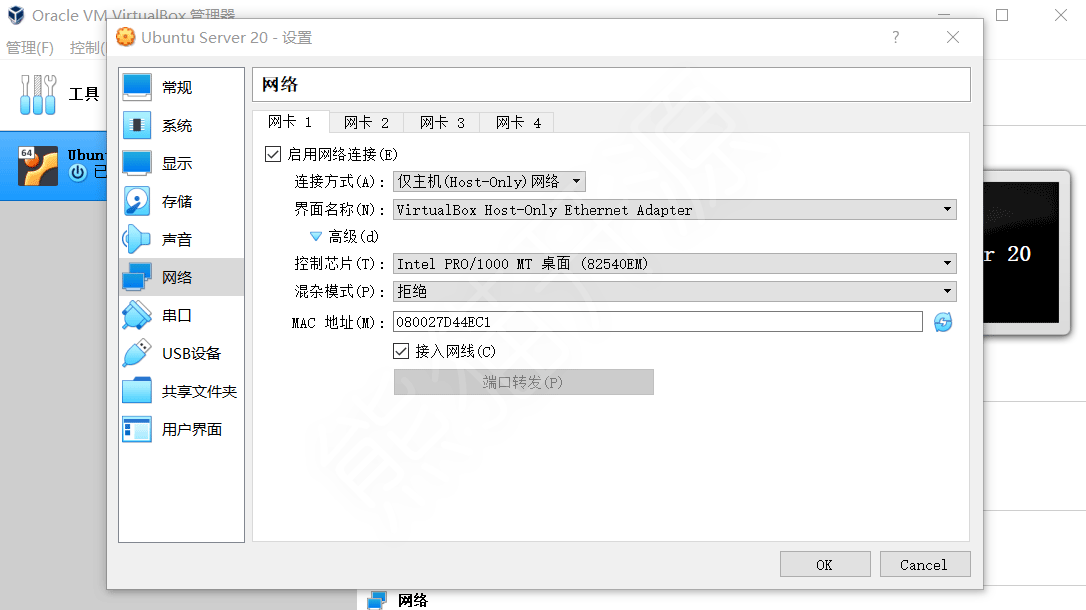 Oracle VM VirtualBox 管理器
Ubuntu Server 20 - 设置
管理(F) 控制(
工具
64
Ubunt
已
常规
系统
显示
存储
声音
网络
串口
USB设备
共享文件夹
用户界面
网络
网卡 1 网卡 2 网卡 3 网卡 4
启用网络连接(E)
连接方式(A): 仅主机(Host-Only)网络
界面名称(N): VirtualBox Host-Only Ethernet Adapter
高级(d)
控制芯片(T): Intel PRO/1000 MT 桌面 (82540EM)
混杂模式(P): 拒绝
MAC 地址(M): 080027D44EC1
接入网线(C)
端口转发(P)
OK Cancel
r 20
网络